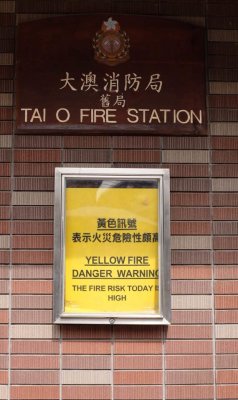 大澳消防局
舊局
TAI O FIRE STATION
黃色訊號
表示火災危險性頗高
YELLOW FIRE
DANGER WARNING
THE FIRE RISK TODAY IS
HIGH